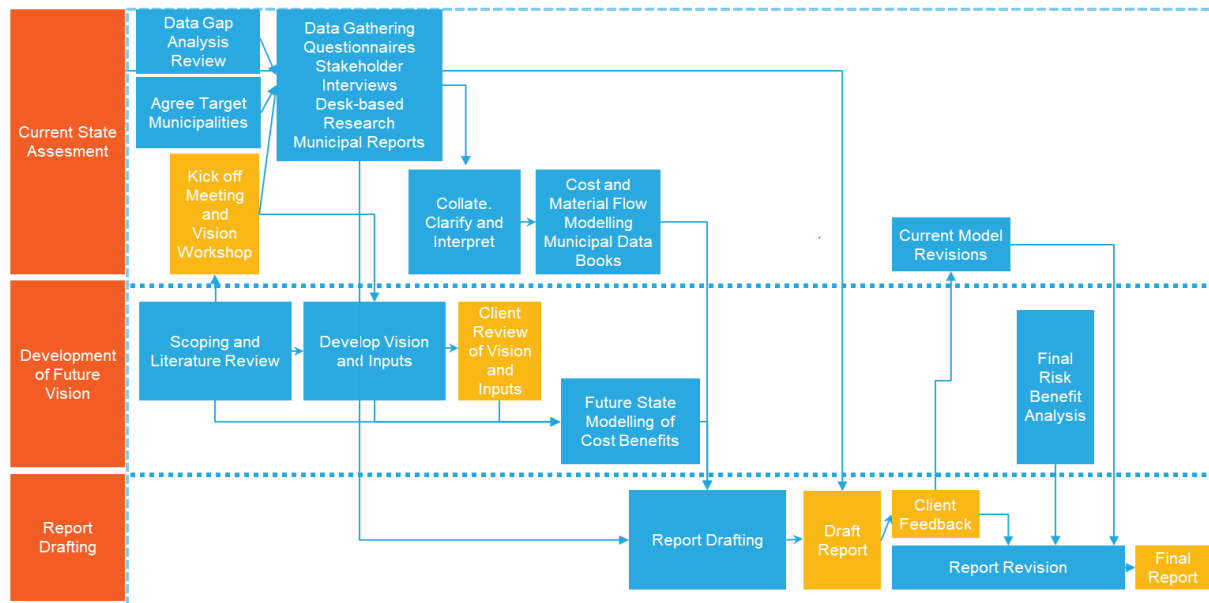 Current State
Assesment
Data Gap
Analysis
Review
Agree Target
Municipalities
Kick off
Meeting
and
Vision
Workshop
Data Gathering
Questionnaires
Stakeholder
Interviews
Desk-based
Research
Municipal Reports
Collate.
Clarify and
Interpret
Cost and
Material Flow
Modelling
Municipal Data
Books
Current Model
Revisions
Development
of Future
Vision
Scoping and
Literature Review
Develop Vision
and Inputs
Client
Review
of Vision
and
Inputs
Future State
Modelling of
Cost Benefits
Final
Risk
Benefit
Analysis
Report
Drafting
Report Drafting
Draft
Report
Client
Feedback
Report Revision
Final
Report